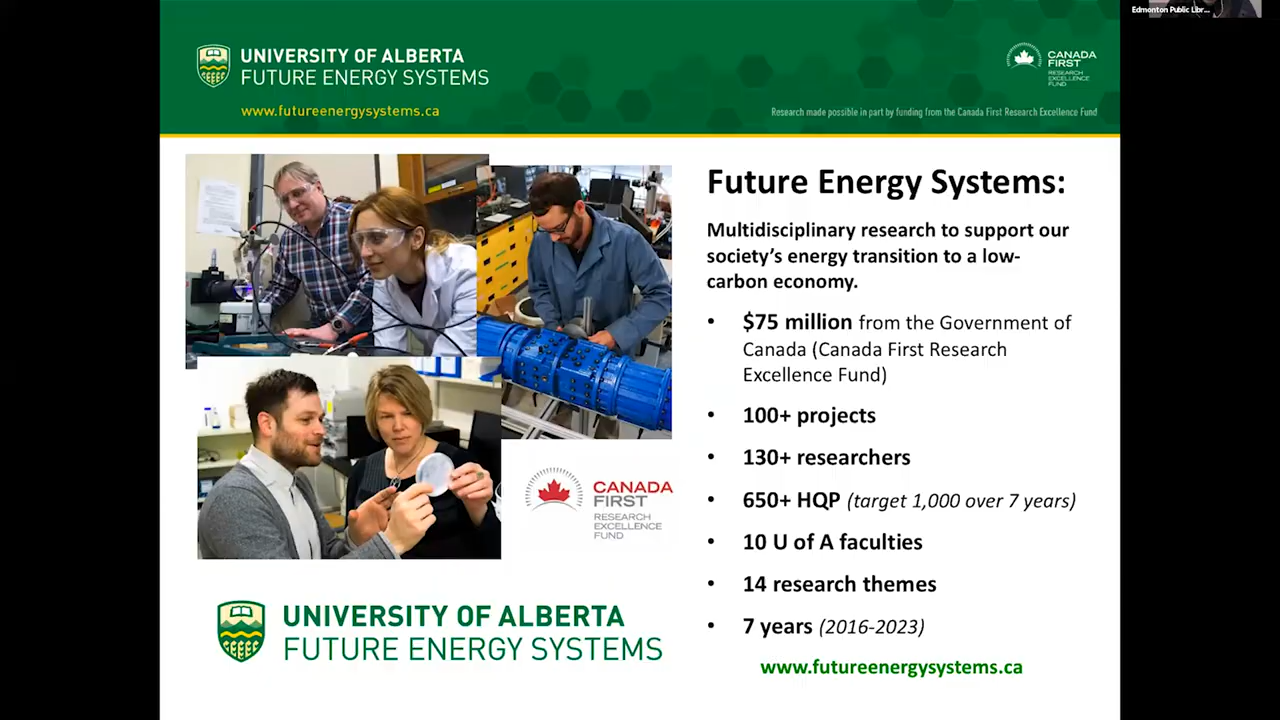 Edmonton Public Libr...
UNIVERSITY OF ALBERTA
FUTURE ENERGY SYSTEMS
www.futureenergysystems.ca
CANADA
FIRST
RESEARCH
EXCELLENCE
FUND
Research made possible in part by funding from the Canada First Research Excellence Fund
Future Energy Systems:
Multidisciplinary research to support our
society's energy transition to a low-
carbon economy.
• $75 million from the Government of
Canada (Canada First Research
Excellence Fund)
• 100+ projects
• 130+ researchers
• 650+ HQP (target 1,000 over 7 years)
• 10 U of A faculties
• 14 research themes
• 7 years (2016-2023)
www.futureenergysystems.ca
CANADA
FIRST
RESEARCH
EXCELLENCE
FUND
UNIVERSITY OF ALBERTA
FUTURE ENERGY SYSTEMS